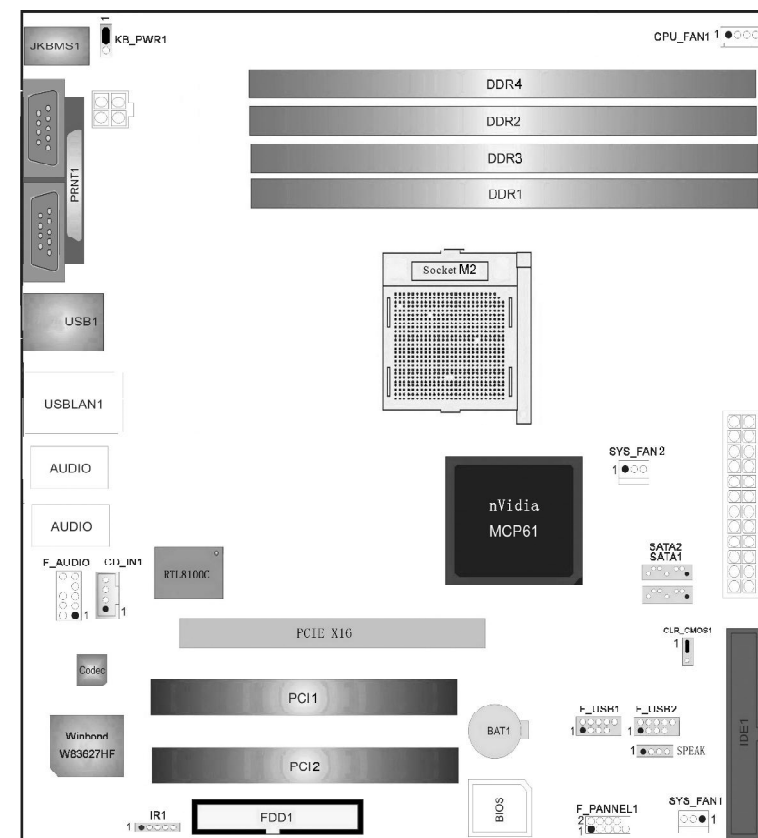 1
JKBMS1
KB_PWR1
CPU_FAN1
1
DDR4
DDR2
PRNT1
DDR3
DDR1
Socket M2
USB1
USBLAN1
AUDIO
SYS_FAN2
1
nVidia
MCP61
AUDIO
SATA2
SATA1
F_AUDIO
CD_IN1
RTL8100C
1
1
PCIE X16
CLR_CMOS1
1
Codec
PCI1
F_USB1
F_USB2
IDE1
BAT1
1
1
Winbond
W83627HF
1
SPEAK
PCI2
BIOS
SYS_FAN1
IR1
F_PANNEL1
1
FDD1
2
1
1